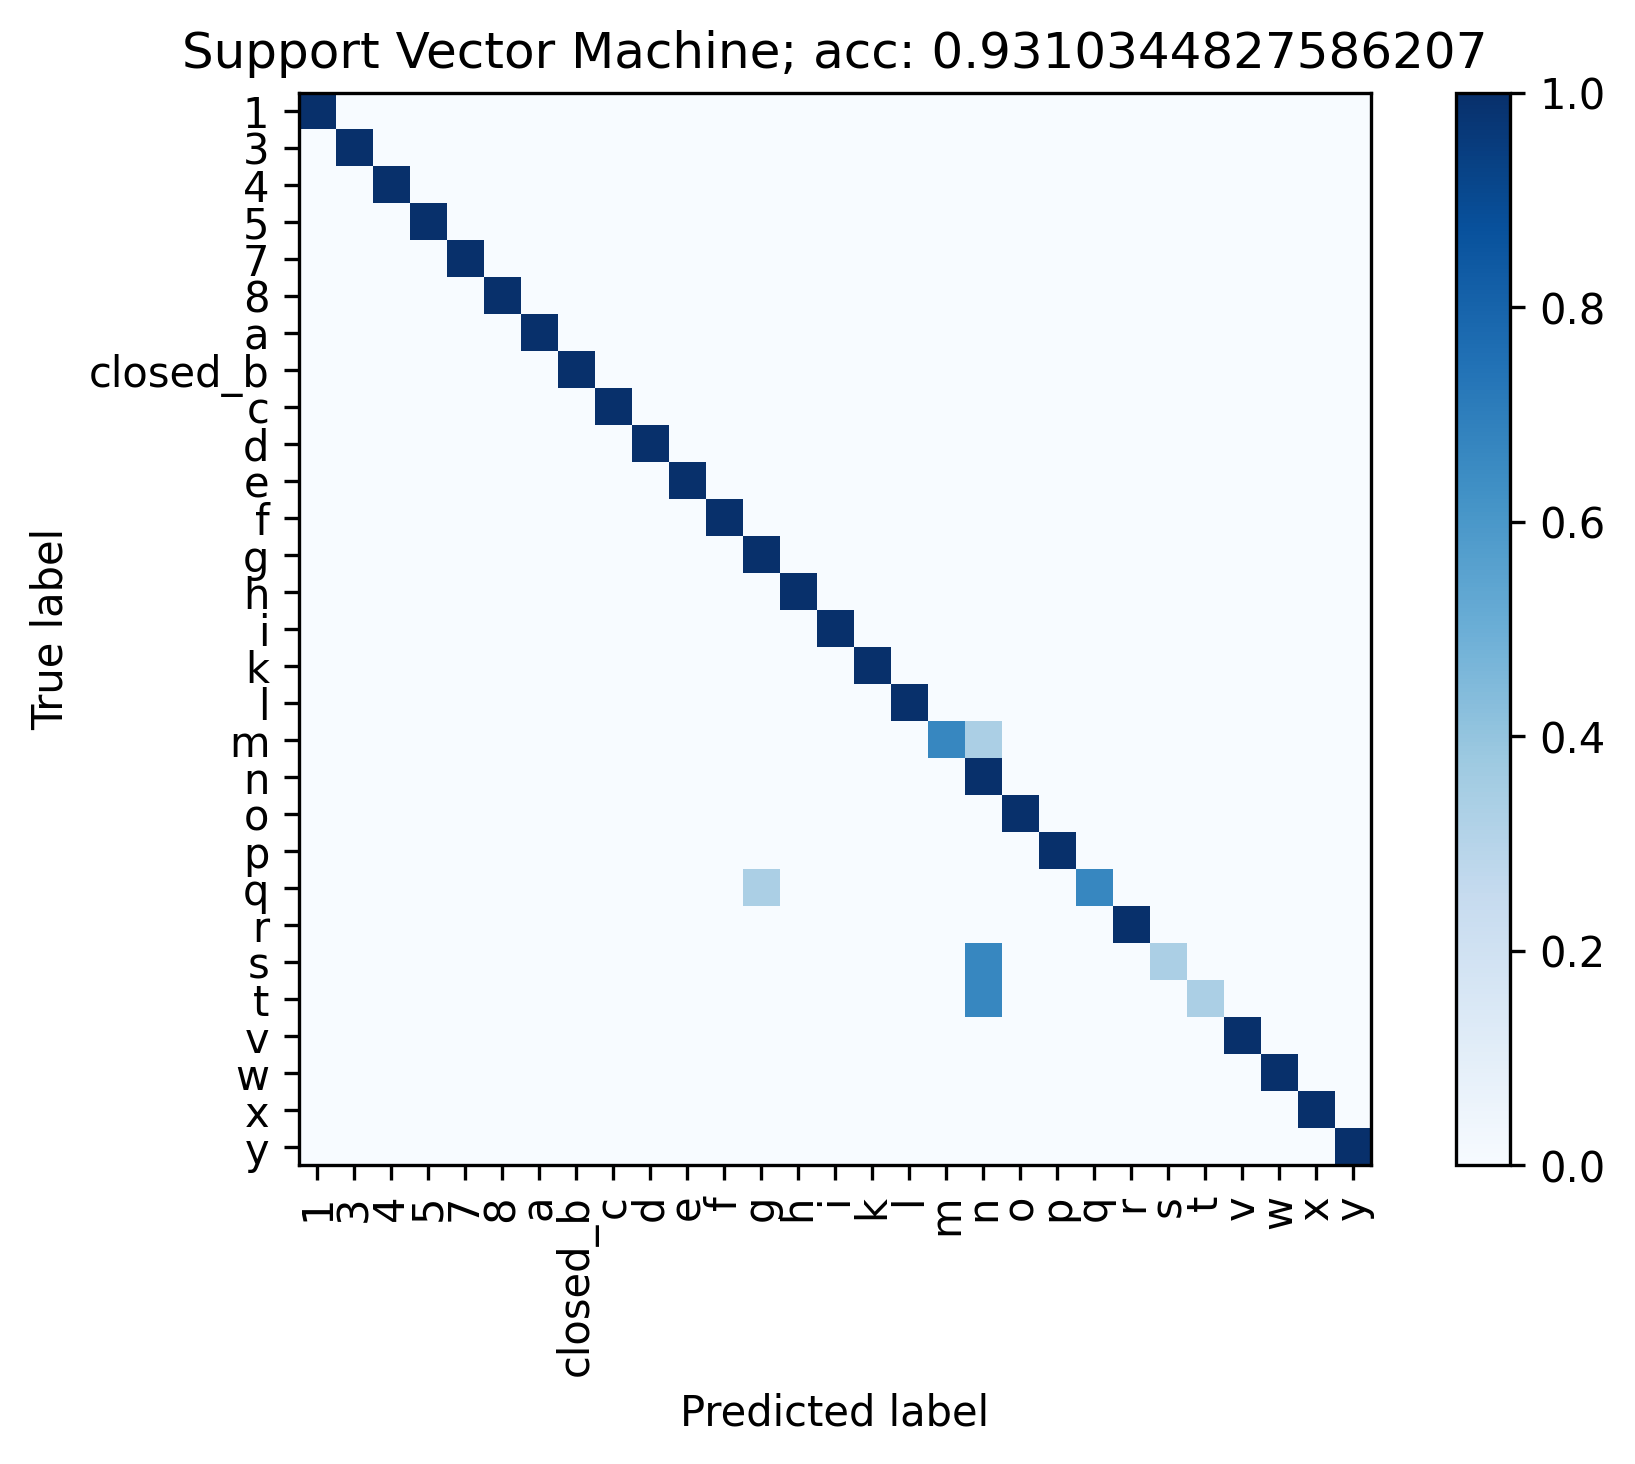 Support Vector Machine; acc: 0.9310344827586207
True label
1
3
4
5
7
8
a
closed_b
c
d
e
f
g
h
i
k
l
m
n
o
p
q
r
s
t
v
w
x
y
1 3 4 5 7 8 a closed_b c d e f g h i k l m n o p q r s t v w x y
Predicted label
1.0
0.8
0.6
0.4
0.2
0.0